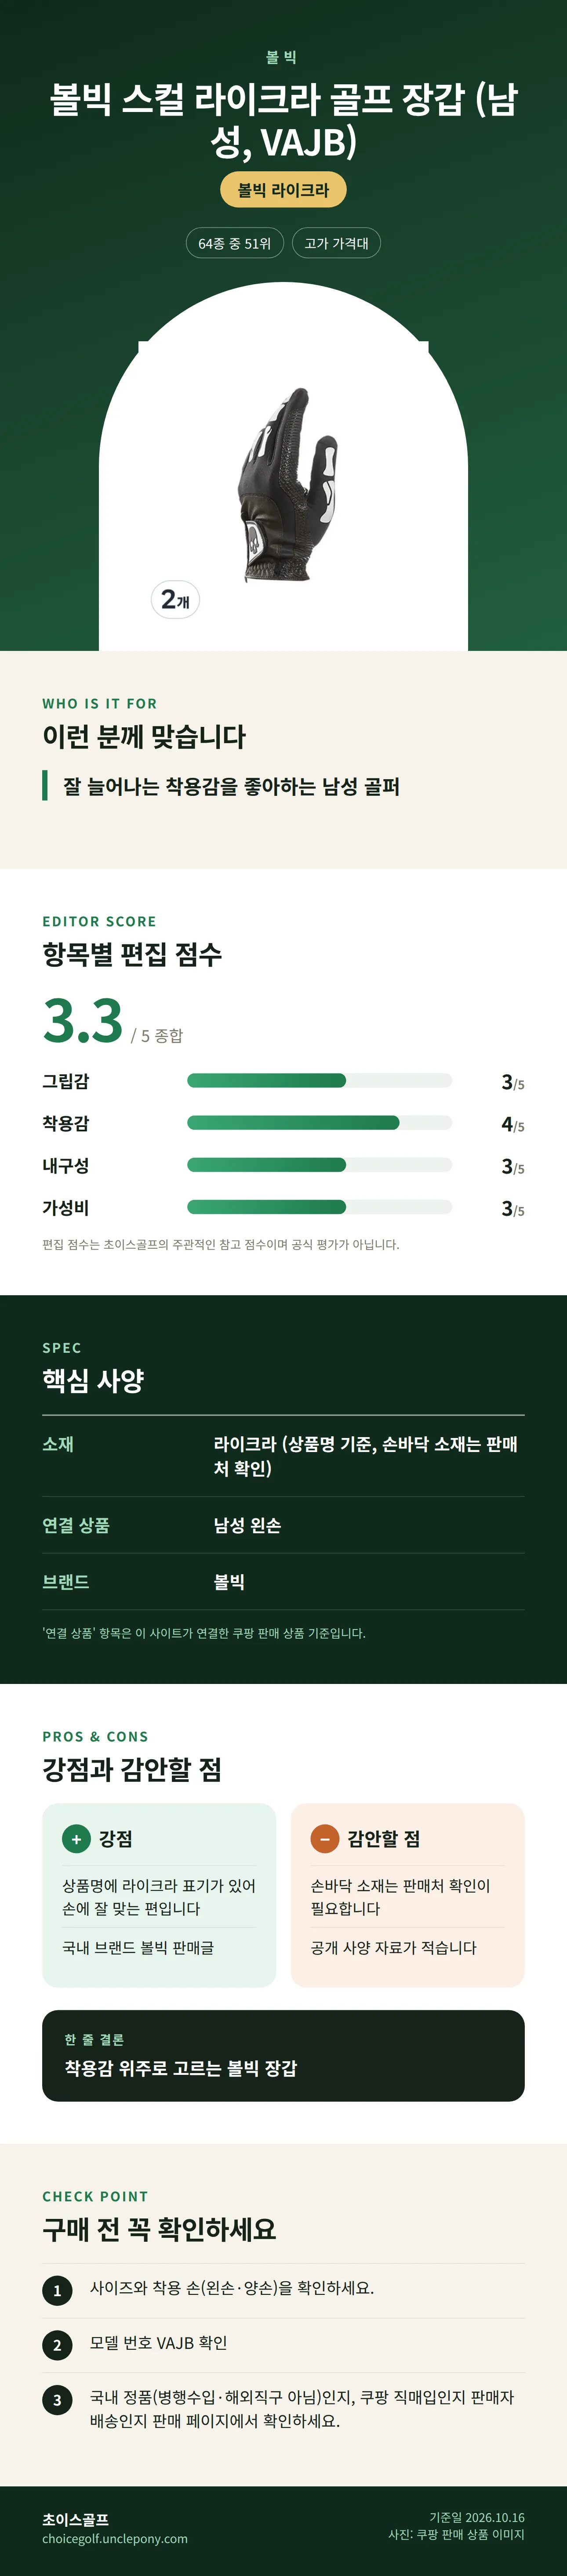 볼빅
볼빅 스컬 라이크라 골프 장갑 (남
성, VAJB)
볼빅 라이크라
64종 중 51위
고가 가격대
2개
WHO IS IT FOR
이런 분께 맞습니다
잘 늘어나는 착용감을 좋아하는 남성 골퍼
EDITOR SCORE
항목별 편집 점수
3.3 / 5 종합
그립감 3/5
착용감 4/5
내구성 3/5
가성비 3/5
편집 점수는 초이스골프의 주관적인 참고 점수이며 공식 평가가 아닙니다.
SPEC
핵심 사양
소재 라이크라 (상품명 기준, 손바닥 소재는 판매
처 확인)
연결 상품 남성 왼손
브랜드 볼빅
'연결 상품' 항목은 이 사이트가 연결한 쿠팡 판매 상품 기준입니다.
PROS & CONS
강점과 감안할 점
+ 강점
상품명에 라이크라 표기가 있어
손에 잘 맞는 편입니다
국내 브랜드 볼빅 판매글
− 감안할 점
손바닥 소재는 판매처 확인이
필요합니다
공개 사양 자료가 적습니다
한 줄 결론
착용감 위주로 고르는 볼빅 장갑
CHECK POINT
구매 전 꼭 확인하세요
1 사이즈와 착용 손(왼손·양손)을 확인하세요.
2 모델 번호 VAJB 확인
3 국내 정품(병행수입·해외직구 아님)인지, 쿠팡 직매입인지 판매자
배송인지 판매 페이지에서 확인하세요.
초이스골프
choicegolf.unclepony.com
기준일 2026.10.16
사진: 쿠팡 판매 상품 이미지